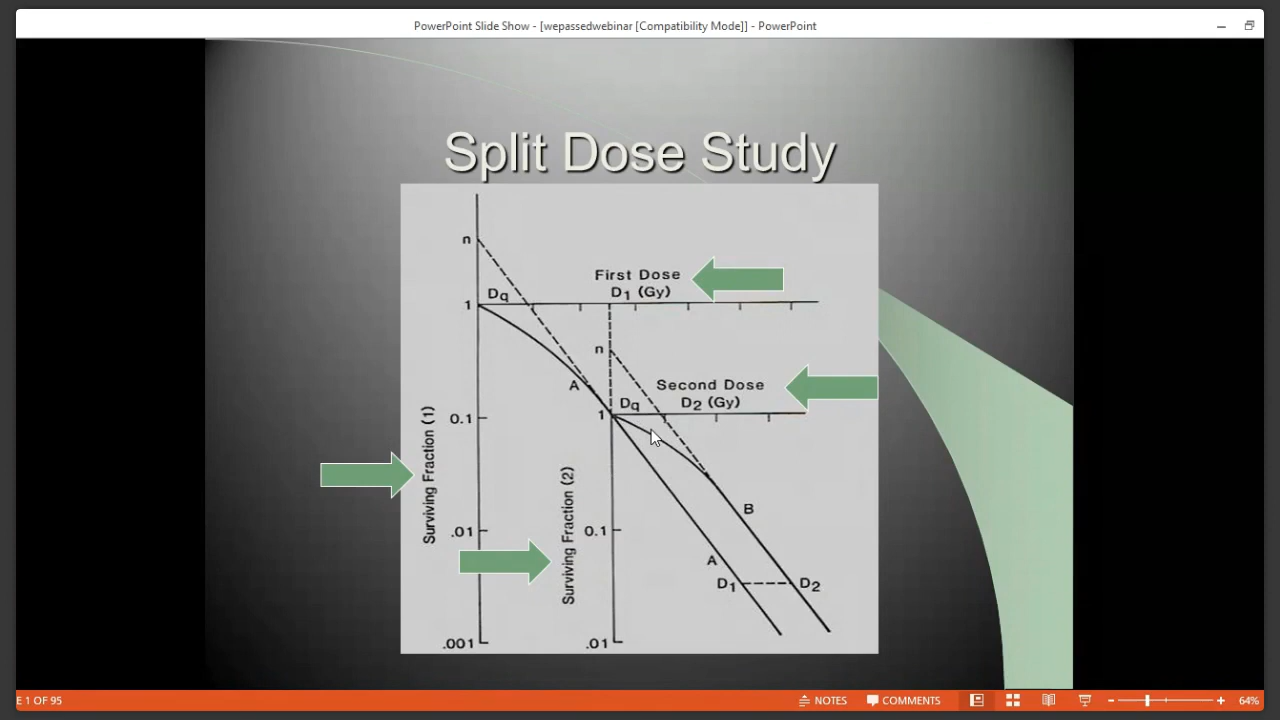 PowerPoint Slide Show - [wepassedwebinar [Compatibility Mode]] - PowerPoint
Split Dose Study
n
First Dose
D1 (Gy)
Dq
1
n
A
Second Dose
D2 (Gy)
Dq
1
0.1
Surviving Fraction (1)
Surviving Fraction (2)
B
.01
0.1
A
D1
D2
.001
.01
E 1 OF 95
NOTES
COMMENTS
64%